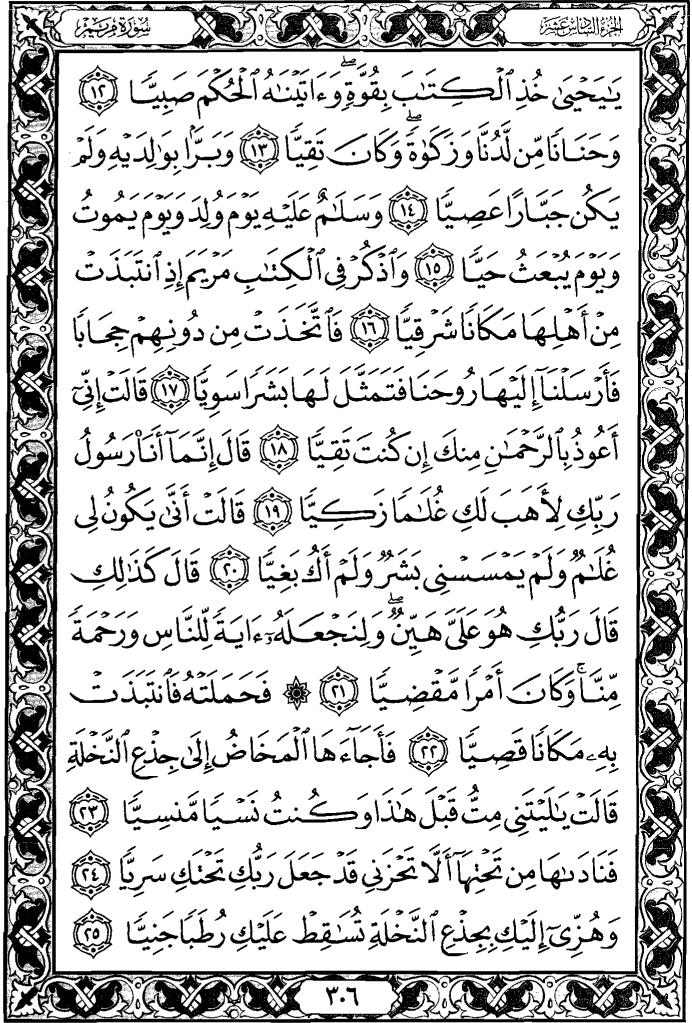 سُورَةُ مَرْيَم
الجُزْءُ السَّادِسَ عَشَر
يَٰيَحْيَىٰ خُذِ ٱلْكِتَٰبَ بِقُوَّةٍۖ وَءَاتَيْنَٰهُ ٱلْحُكْمَ صَبِيًّا ١٢
وَحَنَانًا مِّن لَّدُنَّا وَزَكَوٰةًۖ وَكَانَ تَقِيًّا ١٣ وَبَرًّۢا بِوَٰلِدَيْهِ وَلَمْ
يَكُن جَبَّارًا عَصِيًّا ١٤ وَسَلَٰمٌ عَلَيْهِ يَوْمَ وُلِدَ وَيَوْمَ يَمُوتُ
وَيَوْمَ يُبْعَثُ حَيًّا ١٥ وَٱذْكُرْ فِى ٱلْكِتَٰبِ مَرْيَمَ إِذِ ٱنتَبَذَتْ
مِنْ أَهْلِهَا مَكَانًا شَرْقِيًّا ١٦ فَٱتَّخَذَتْ مِن دُونِهِمْ حِجَابًا
فَأَرْسَلْنَآ إِلَيْهَا رُوحَنَا فَتَمَثَّلَ لَهَا بَشَرًا سَوِيًّا ١٧ قَالَتْ إِنِّىٓ
أَعُوذُ بِٱلرَّحْمَٰنِ مِنكَ إِن كُنتَ تَقِيًّا ١٨ قَالَ إِنَّمَآ أَنَا۠ رَسُولُ
رَبِّكِ لِأَهَبَ لَكِ غُلَٰمًا زَكِيًّا ١٩ قَالَتْ أَنَّىٰ يَكُونُ لِى
غُلَٰمٌ وَلَمْ يَمْسَسْنِى بَشَرٌ وَلَمْ أَكُ بَغِيًّا ٢٠ قَالَ كَذَٰلِكِ
قَالَ رَبُّكِ هُوَ عَلَىَّ هَيِّنٌۖ وَلِنَجْعَلَهُۥٓ ءَايَةً لِّلنَّاسِ وَرَحْمَةً
مِّنَّاۚ وَكَانَ أَمْرًا مَّقْضِيًّا ٢١ ۞ فَحَمَلَتْهُ فَٱنتَبَذَتْ
بِهِۦ مَكَانًا قَصِيًّا ٢٢ فَأَجَآءَهَا ٱلْمَخَاضُ إِلَىٰ جِذْعِ ٱلنَّخْلَةِ
قَالَتْ يَٰلَيْتَنِى مِتُّ قَبْلَ هَٰذَا وَكُنتُ نَسْيًا مَّنسِيًّا ٢٣
فَنَادَىٰهَا مِن تَحْتِهَآ أَلَّا تَحْزَنِى قَدْ جَعَلَ رَبُّكِ تَحْتَكِ سَرِيًّا ٢٤
وَهُزِّىٓ إِلَيْكِ بِجِذْعِ ٱلنَّخْلَةِ تُسَٰقِطْ عَلَيْكِ رُطَبًا جَنِيًّا ٢٥
٣٠٦